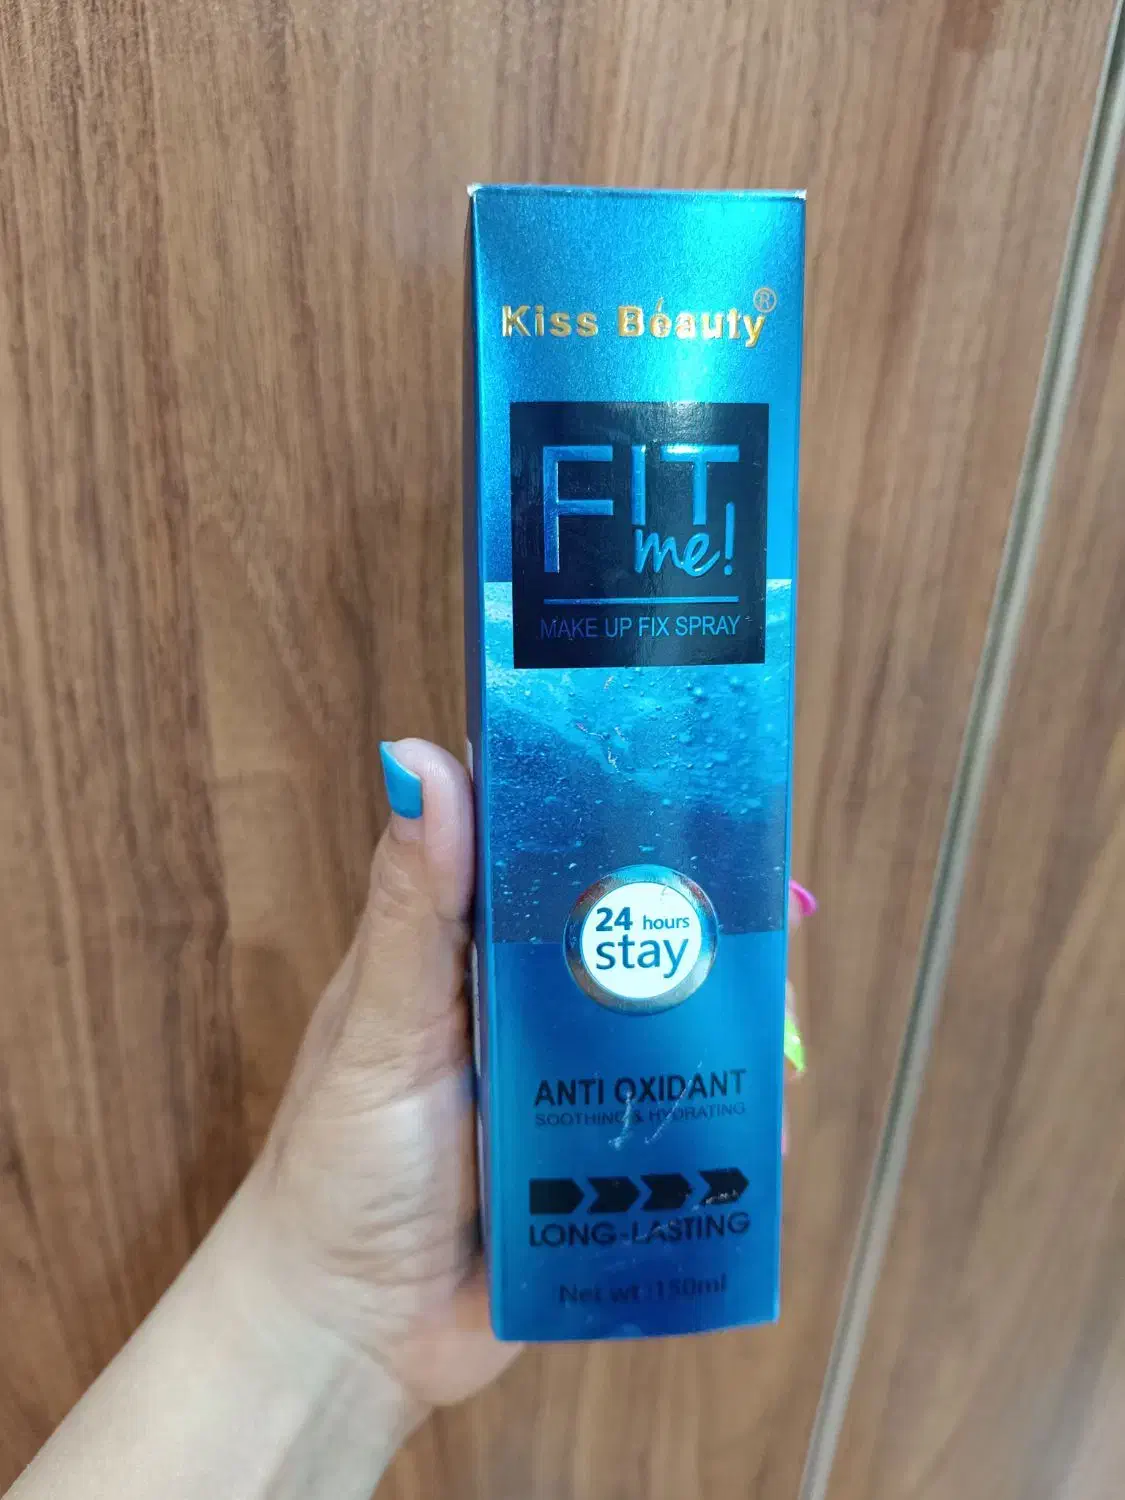 Kiss Béauty®
FIT
me!
MAKE UP FIX SPRAY
24 hours
stay
ANTI OXIDANT
SOOTHING & HYDRATING
LONG-LASTING
Net wt :150ml